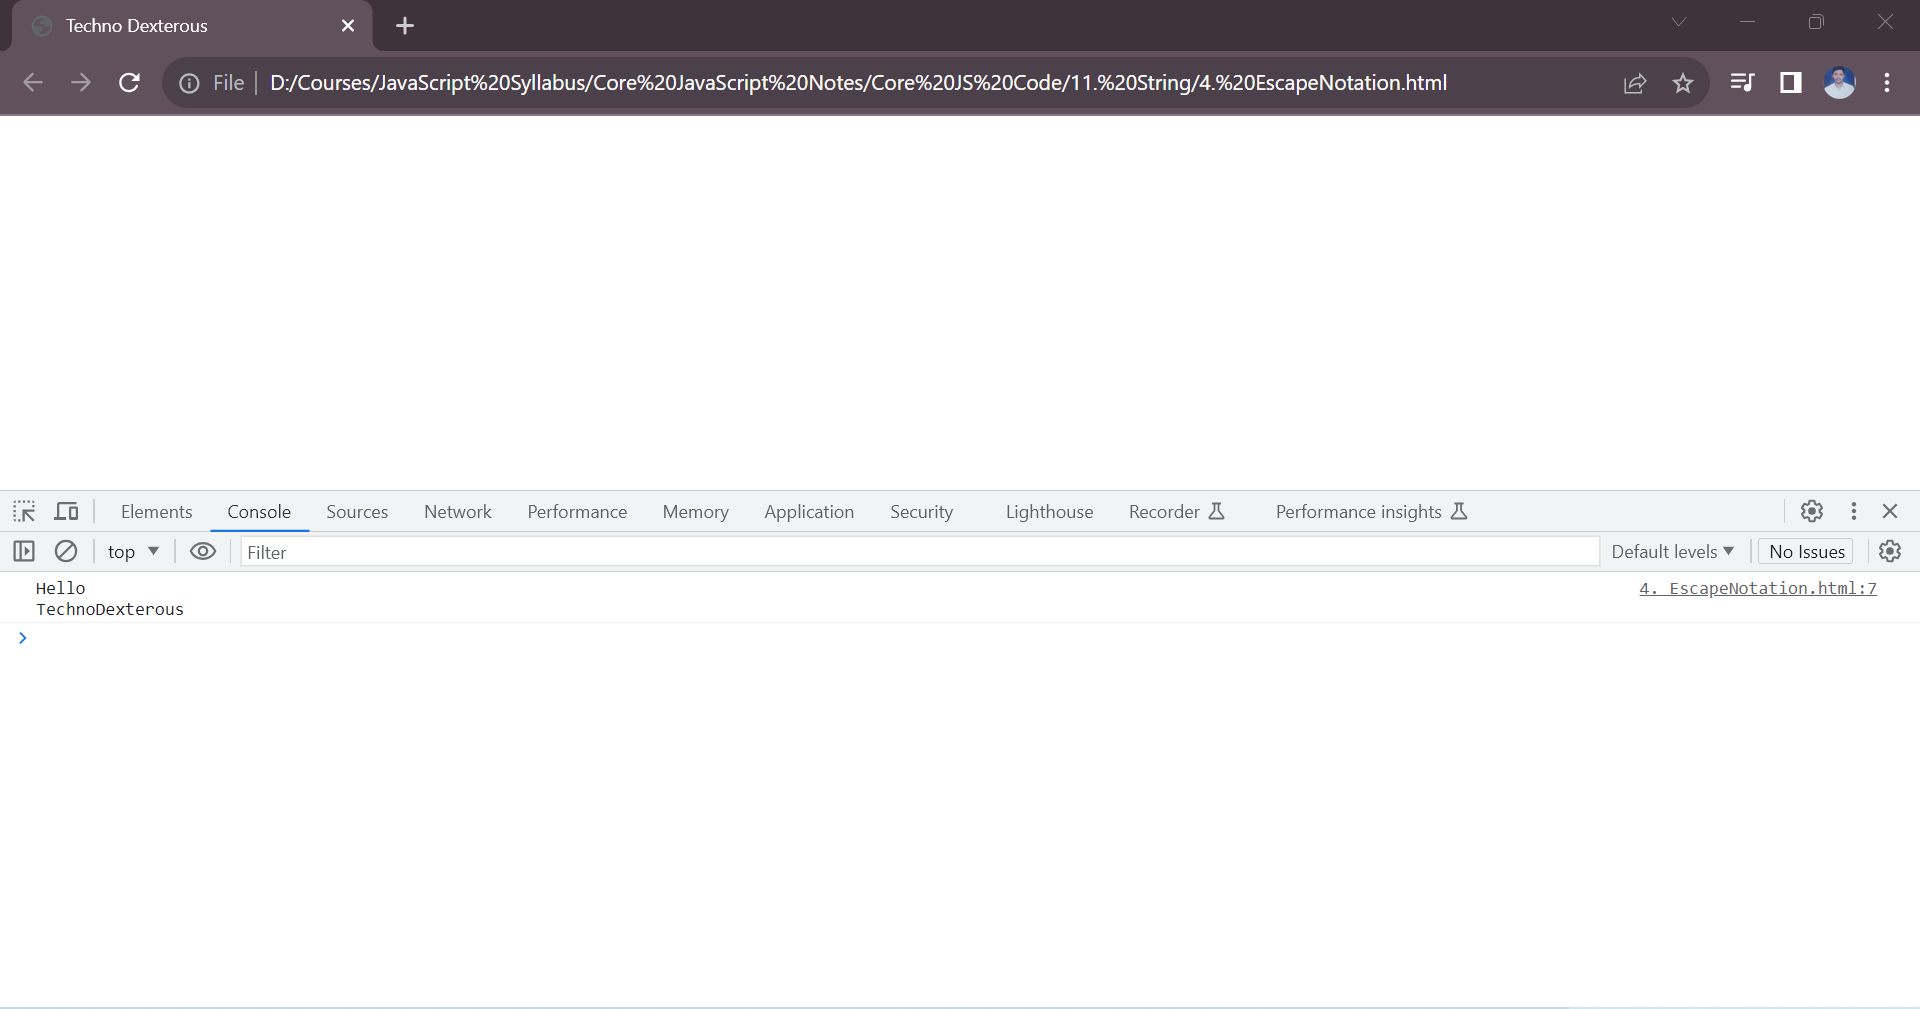 Techno Dexterous
File D:/Courses/JavaScript%20Syllabus/Core%20JavaScript%20Notes/Core%20JS%20Code/11.%20String/4.%20EscapeNotation.html
Elements Console Sources Network Performance Memory Application Security Lighthouse Recorder Performance insights
top Filter Default levels No Issues
Hello 4. EscapeNotation.html:7
TechnoDexterous